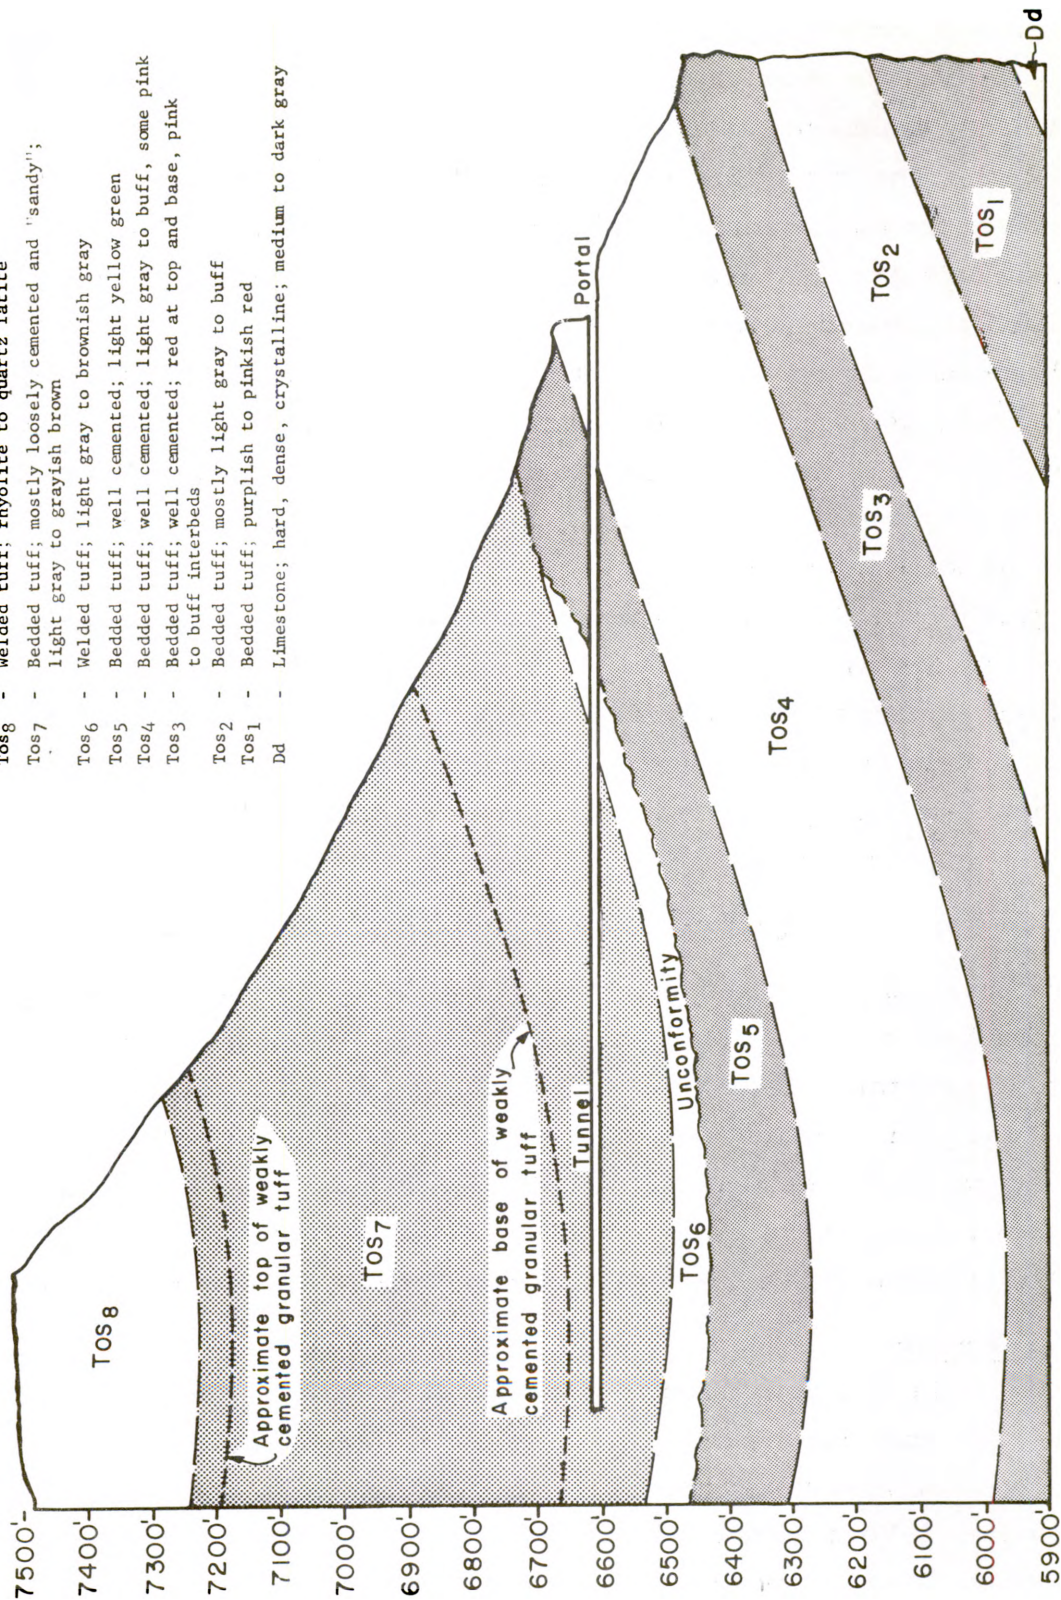 Tos8 - Welded tuff; rhyolite to quartz latite
Tos7 - Bedded tuff; mostly loosely cemented and "sandy";
light gray to grayish brown
Tos6 - Welded tuff; light gray to brownish gray
Tos5 - Bedded tuff; well cemented; light yellow green
Tos4 - Bedded tuff; well cemented; light gray to buff, some pink
Tos3 - Bedded tuff; well cemented; red at top and base, pink
to buff interbeds
Tos2 - Bedded tuff; mostly light gray to buff
Tos1 - Bedded tuff; purplish to pinkish red
Dd - Limestone; hard, dense, crystalline; medium to dark gray
7500'
7400'
7300'
7200'
7100'
7000'
6900'
6800'
6700'
6600'
6500'
6400'
6300'
6200'
6100'
6000'
5900'
Tos8
Approximate top of weakly
cemented granular tuff
Tos7
Approximate base of weakly
cemented granular tuff
Tunnel
Portal
Tos6
Unconformity
Tos5
Tos4
Tos3
Tos2
Tos1
Dd